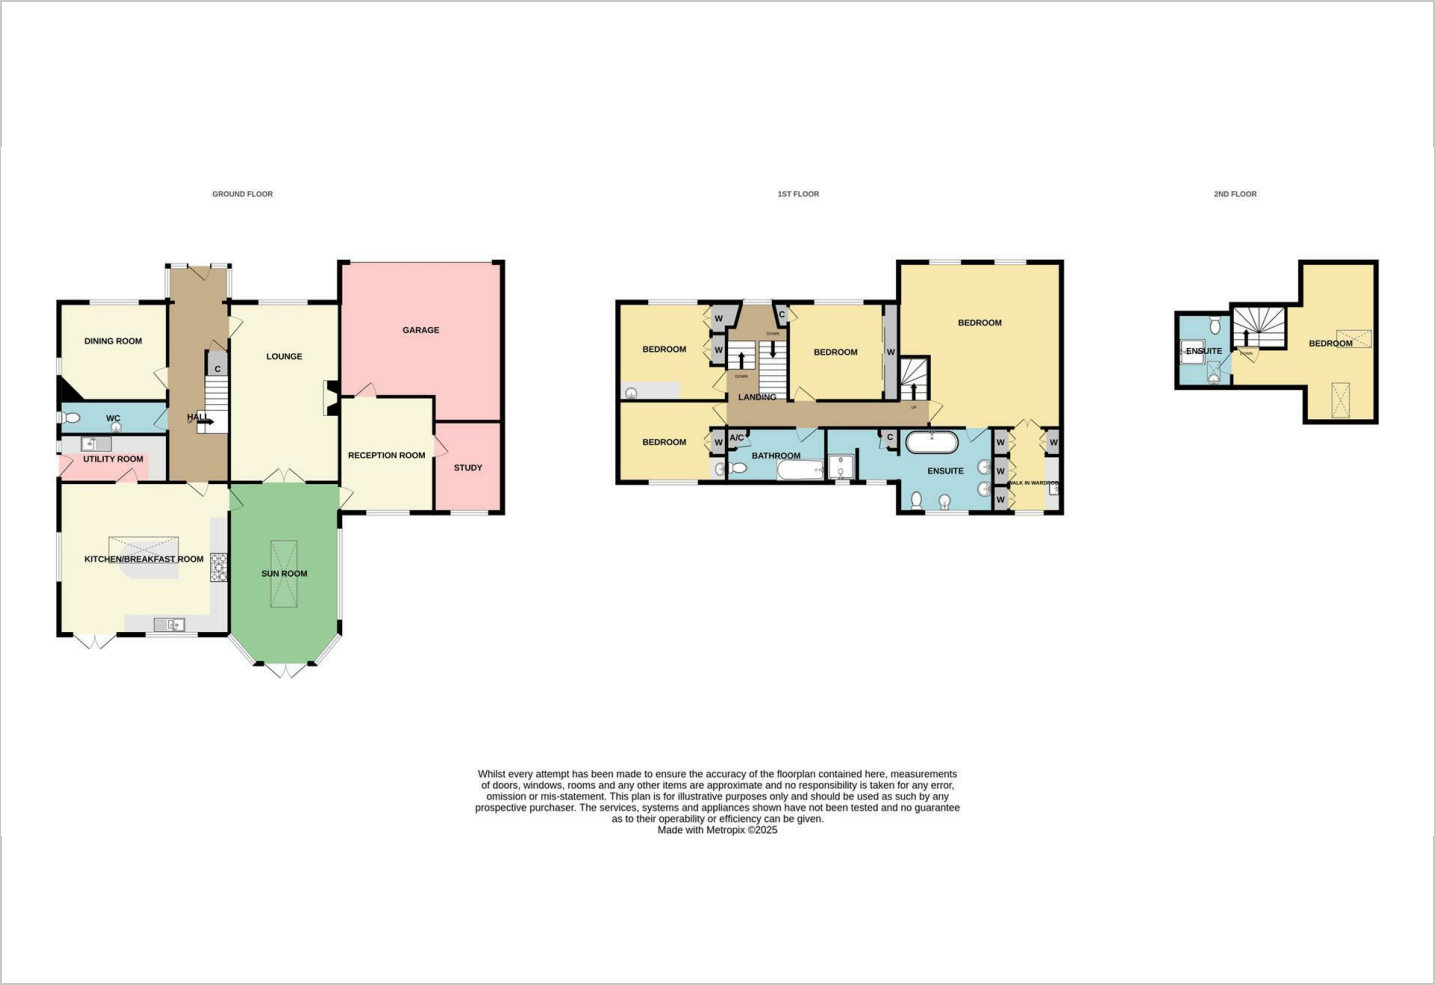 GROUND FLOOR
1ST FLOOR
2ND FLOOR
DINING ROOM
LOUNGE
GARAGE
C
WC
HALL
UP
UTILITY ROOM
RECEPTION ROOM
STUDY
KITCHEN/BREAKFAST ROOM
SUN ROOM
BEDROOM
W
W
C
DOWN
DOWN
BEDROOM
W
BEDROOM
LANDING
UP
BEDROOM
W
A/C
BATHROOM
C
ENSUITE
W
W
W
W
WALK IN WARDROBE
ENSUITE
DOWN
BEDROOM
Whilst every attempt has been made to ensure the accuracy of the floorplan contained here, measurements
of doors, windows, rooms and any other items are approximate and no responsibility is taken for any error,
omission or mis-statement. This plan is for illustrative purposes only and should be used as such by any
prospective purchaser. The services, systems and appliances shown have not been tested and no guarantee
as to their operability or efficiency can be given.
Made with Metropix ©2025